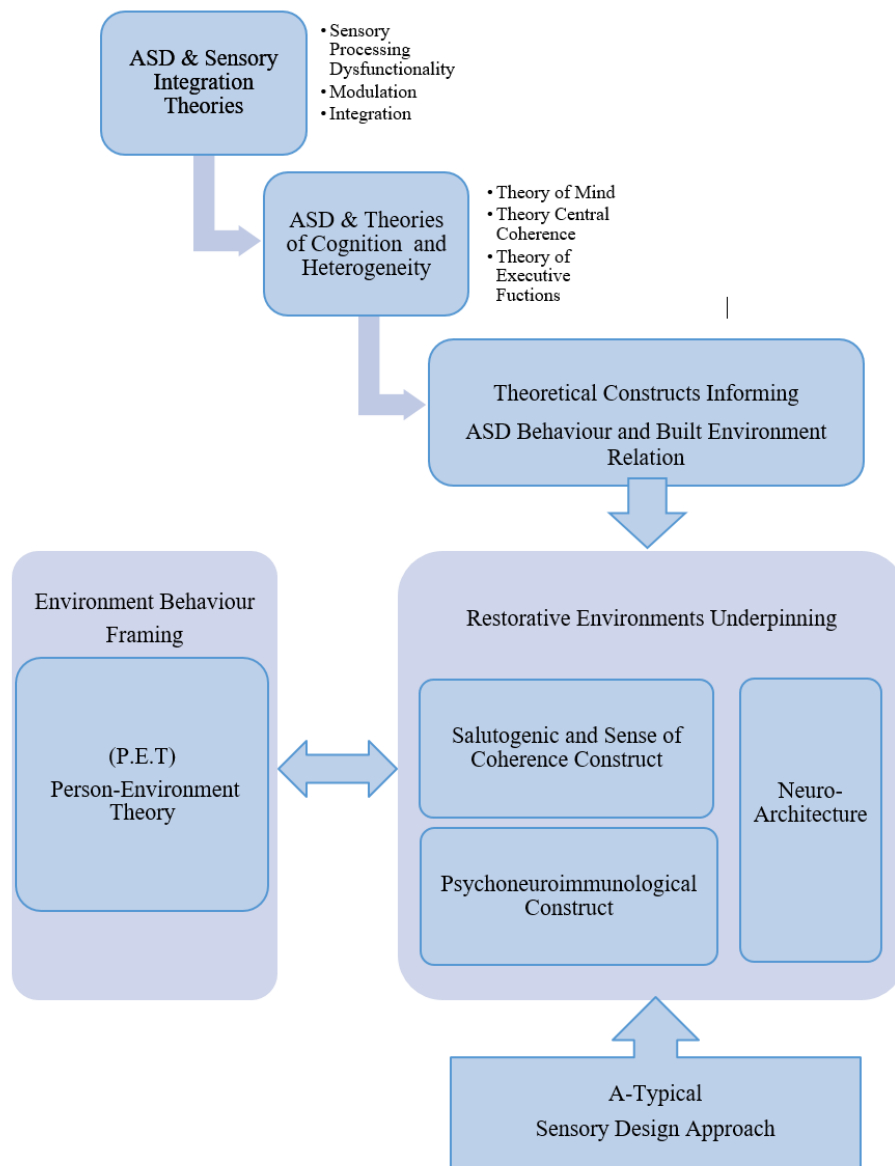 ASD & Sensory
Integration
Theories
• Sensory
Processing
Dysfunctionality
• Modulation
• Integration
ASD & Theories
of Cognition and
Heterogeneity
• Theory of Mind
• Theory Central
Coherence
• Theory of
Executive
Fuctions
Theoretical Constructs Informing
ASD Behaviour and Built Environment
Relation
Environment Behaviour
Framing
(P.E.T)
Person-Environment
Theory
Restorative Environments Underpinning
Salutogenic and Sense of
Coherence Construct
Psychoneuroimmunological
Construct
Neuro-
Architecture
A-Typical
Sensory Design Approach